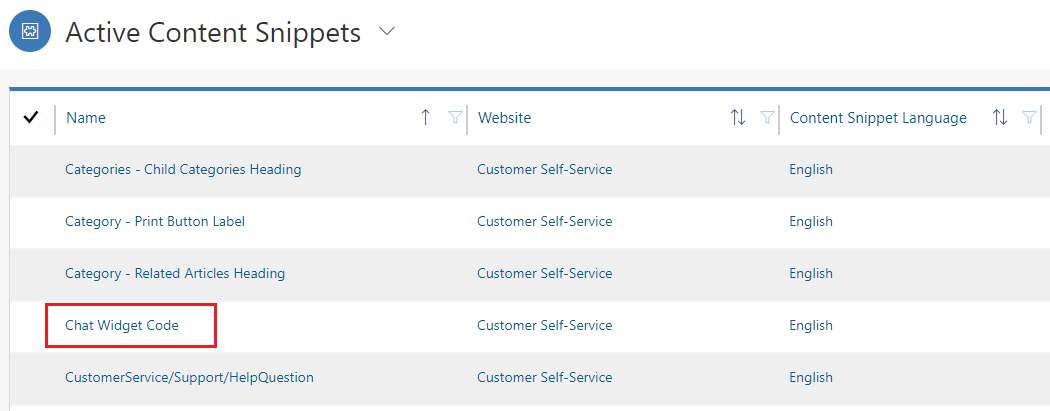 Active Content Snippets
Name Website Content Snippet Language
Categories - Child Categories Heading Customer Self-Service English
Category - Print Button Label Customer Self-Service English
Category - Related Articles Heading Customer Self-Service English
Chat Widget Code Customer Self-Service English
CustomerService/Support/HelpQuestion Customer Self-Service English